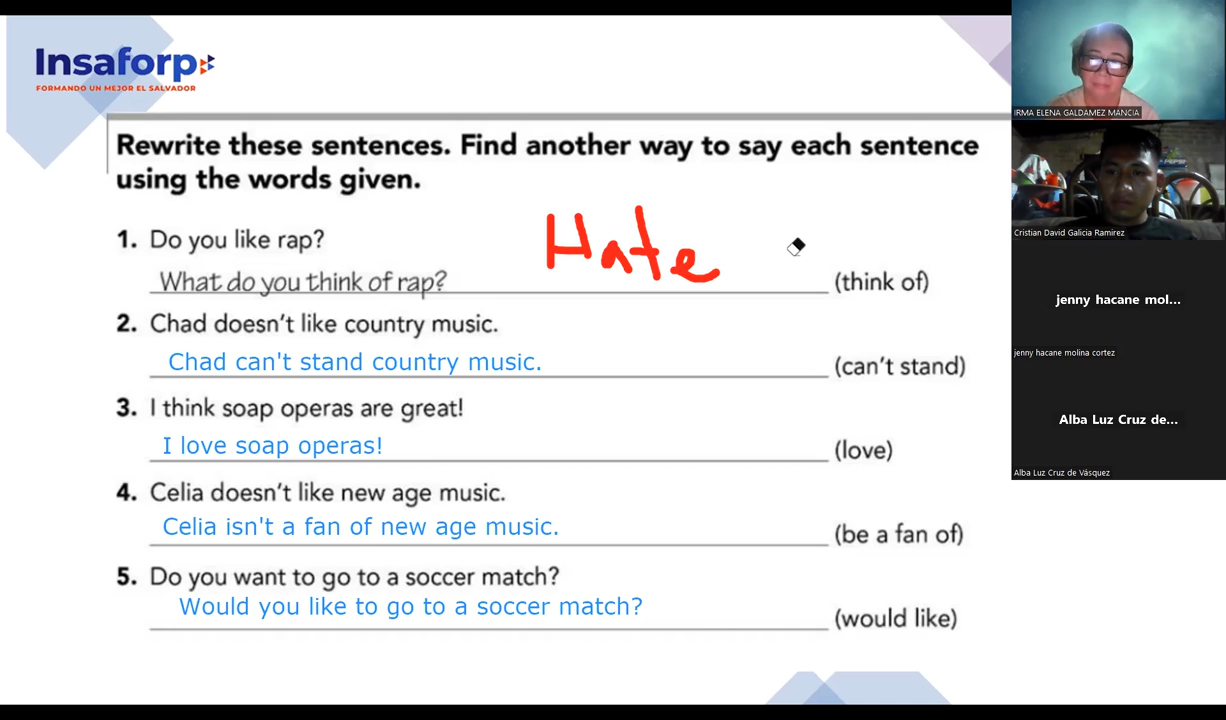 Insaforp
FORMANDO UN MEJOR EL SALVADOR
Rewrite these sentences. Find another way to say each sentence
using the words given.
1. Do you like rap?
Hate
What do you think of rap? (think of)
2. Chad doesn't like country music.
Chad can't stand country music. (can't stand)
3. I think soap operas are great!
I love soap operas! (love)
4. Celia doesn't like new age music.
Celia isn't a fan of new age music. (be a fan of)
5. Do you want to go to a soccer match?
Would you like to go to a soccer match? (would like)
IRMA ELENA GALDAMEZ MANCIA
Cristian David Galicia Ramirez
jenny hacane mol...
jenny hacane molina cortez
Alba Luz Cruz de...
Alba Luz Cruz de Vásquez